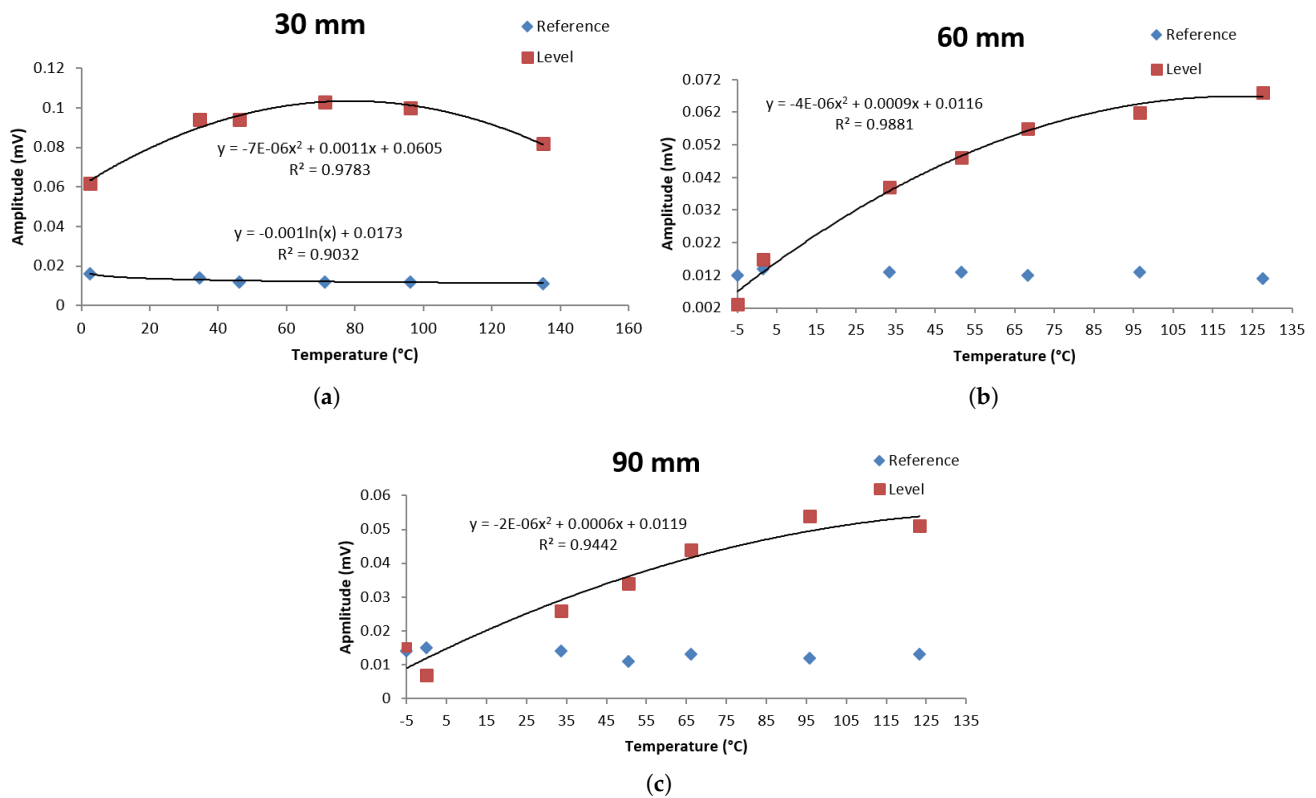 30 mm
Reference
Level
0.12
0.1
0.08
0.06
0.04
0.02
0
Amplitude (mV)
y = -7E-06x² + 0.0011x + 0.0605
R² = 0.9783
y = -0.001ln(x) + 0.0173
R² = 0.9032
0 20 40 60 80 100 120 140 160
Temperature (°C)
(a)
60 mm
Reference
Level
0.072
0.062
0.052
0.042
0.032
0.022
0.012
0.002
Amplitude (mV)
y = -4E-06x² + 0.0009x + 0.0116
R² = 0.9881
-5 5 15 25 35 45 55 65 75 85 95 105 115 125 135
Temperature (°C)
(b)
90 mm
Reference
Level
0.06
0.05
0.04
0.03
0.02
0.01
0
Apmlitude (mV)
y = -2E-06x² + 0.0006x + 0.0119
R² = 0.9442
-5 5 15 25 35 45 55 65 75 85 95 105 115 125 135
Temperature (°C)
(c)